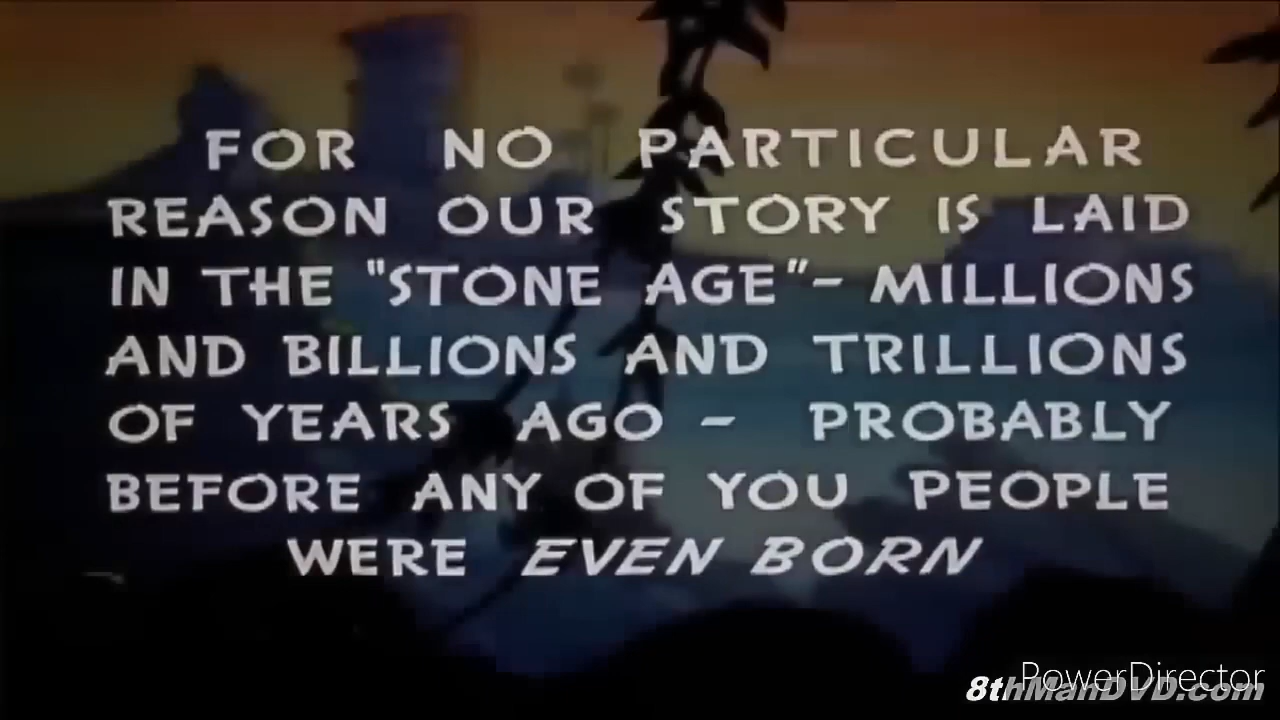 FOR NO PARTICULAR
REASON OUR STORY IS LAID
IN THE "STONE AGE"- MILLIONS
AND BILLIONS AND TRILLIONS
OF YEARS AGO - PROBABLY
BEFORE ANY OF YOU PEOPLE
WERE EVEN BORN
PowerDirector
8thManDVD.com